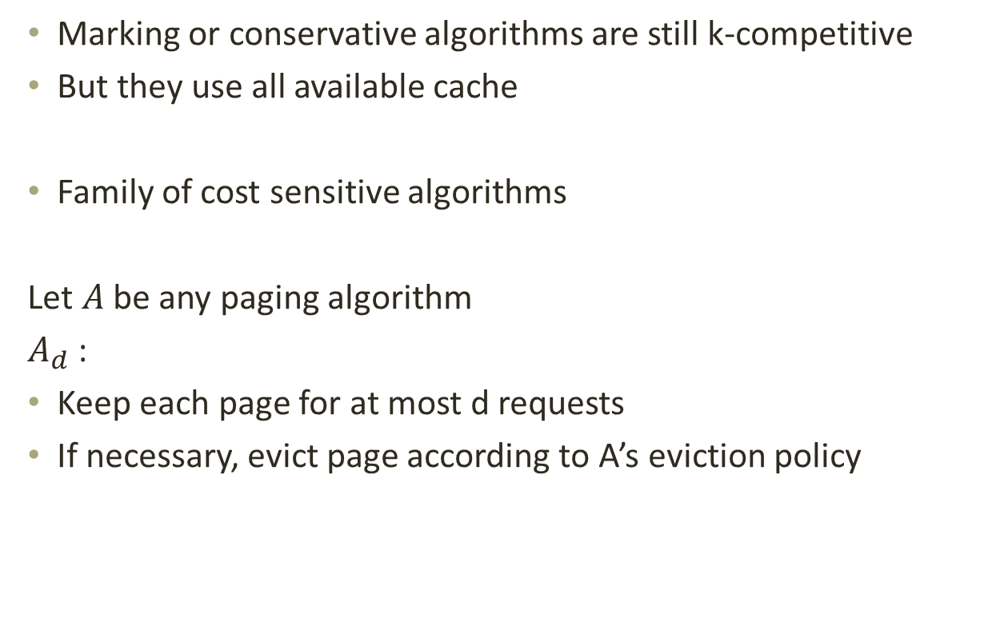 • Marking or conservative algorithms are still k-competitive
• But they use all available cache
• Family of cost sensitive algorithms
Let A be any paging algorithm
A_d :
• Keep each page for at most d requests
• If necessary, evict page according to A’s eviction policy